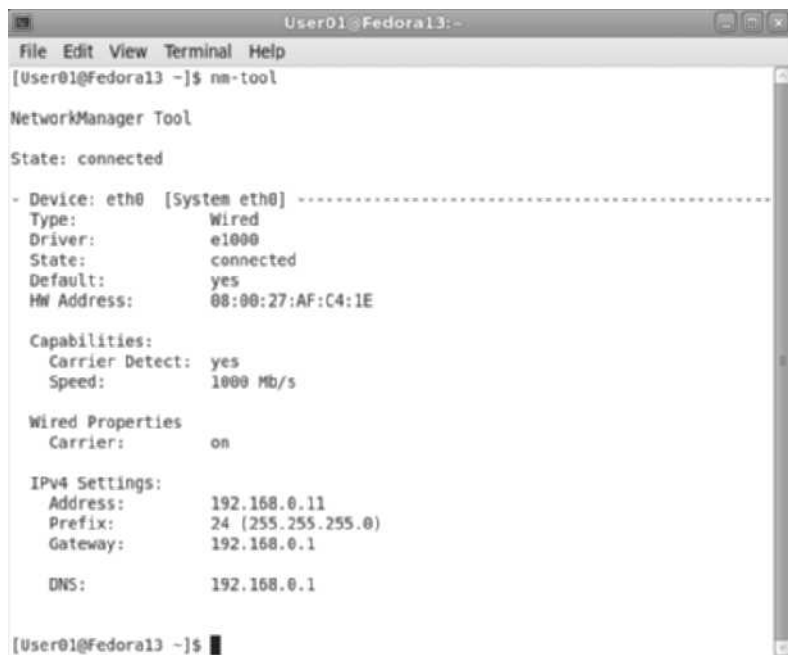 User01@Fedora13:~
File Edit View Terminal Help
[User01@Fedora13 ~]$ nm-tool
NetworkManager Tool
State: connected
- Device: eth0 [System eth0] --------------------------------------------------
Type: Wired
Driver: e1000
State: connected
Default: yes
HW Address: 08:00:27:AF:C4:1E
Capabilities:
Carrier Detect: yes
Speed: 1000 Mb/s
Wired Properties
Carrier: on
IPv4 Settings:
Address: 192.168.0.11
Prefix: 24 (255.255.255.0)
Gateway: 192.168.0.1
DNS: 192.168.0.1
[User01@Fedora13 ~]$